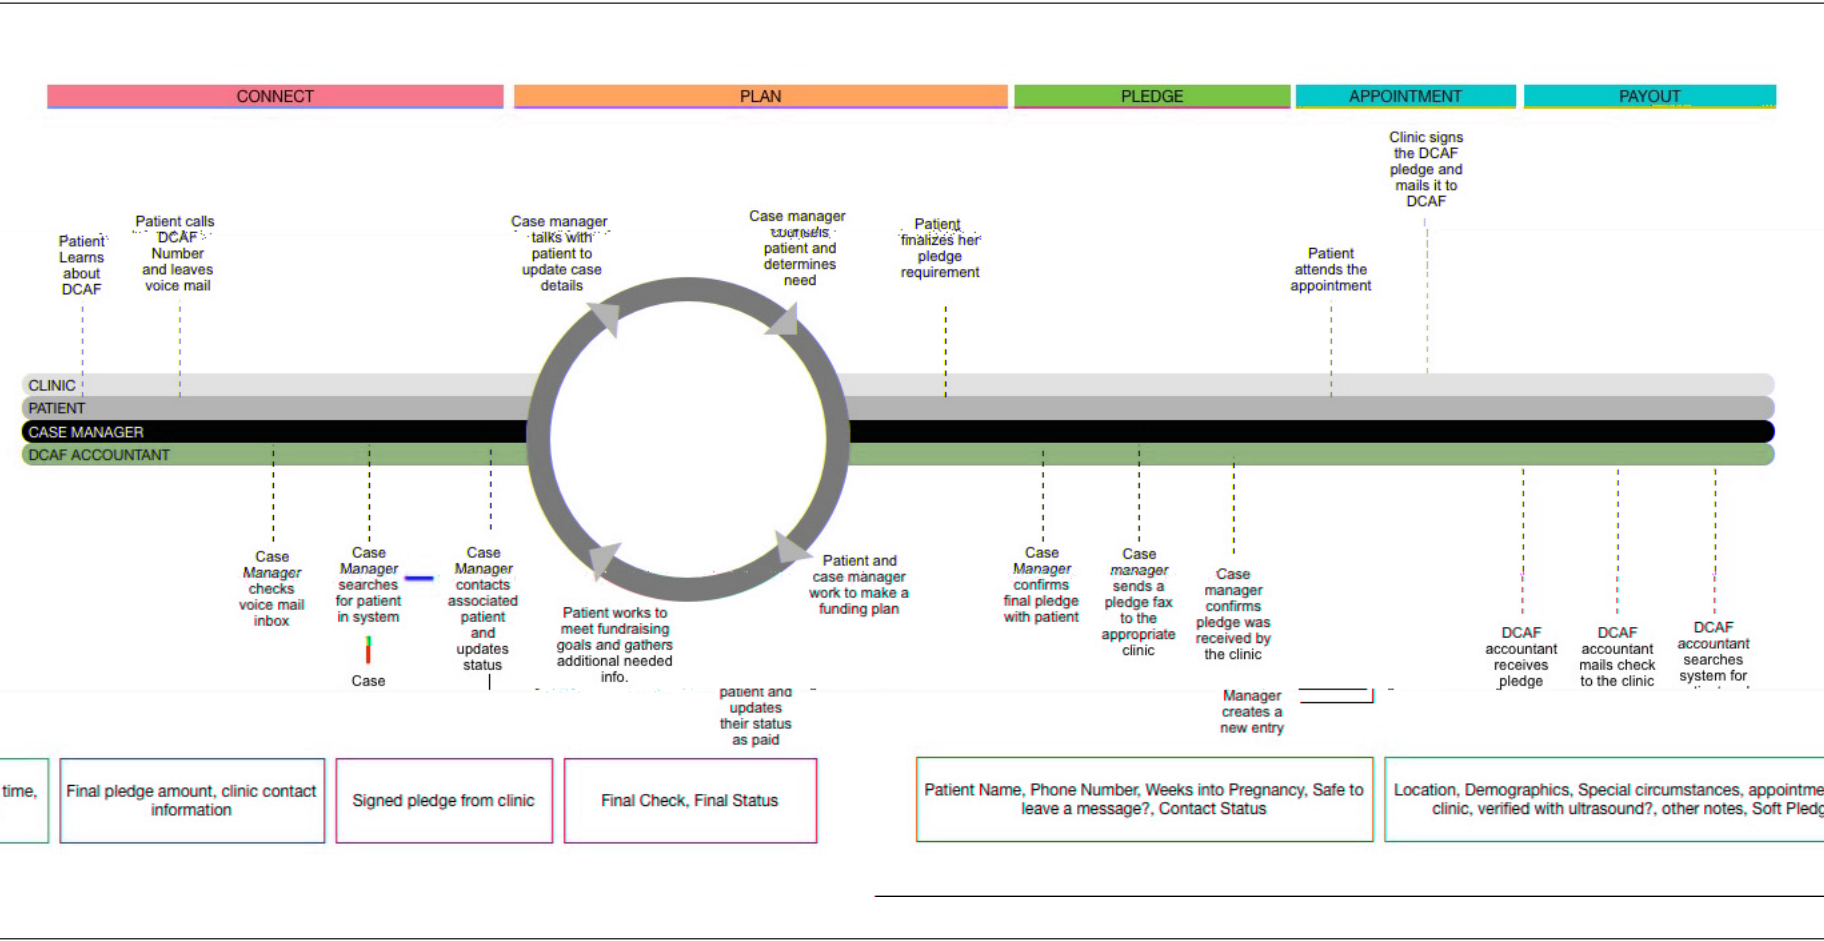 CONNECT
PLAN
PLEDGE
APPOINTMENT
PAYOUT
Patient
Learns
about
DCAF
Patient calls
DCAF
Number
and leaves
voice mail
Case manager
talks with
patient to
update case
details
Case manager
counsels
patient and
determines
need
Patient
finalizes her
pledge
requirement
Patient
attends the
appointment
Clinic signs
the DCAF
pledge and
mails it to
DCAF
CLINIC
PATIENT
CASE MANAGER
DCAF ACCOUNTANT
Case
Manager
checks
voice mail
inbox
Case
Manager
searches
for patient
in system
Case
Case
Manager
contacts
associated
patient
and
updates
status
Patient works to
meet fundraising
goals and gathers
additional needed
info.
Patient and
case manager
work to make a
funding plan
Case
Manager
confirms
final pledge
with patient
Case
manager
sends a
pledge fax
to the
appropriate
clinic
Case
manager
confirms
pledge was
received by
the clinic
DCAF
accountant
receives
pledge
DCAF
accountant
mails check
to the clinic
DCAF
accountant
searches
system for
patient and
updates
their status
as paid
Manager
creates a
new entry
time,
Final pledge amount, clinic contact
information
Signed pledge from clinic
Final Check, Final Status
Patient Name, Phone Number, Weeks into Pregnancy, Safe to
leave a message?, Contact Status
Location, Demographics, Special circumstances, appointme
clinic, verified with ultrasound?, other notes, Soft Pledg